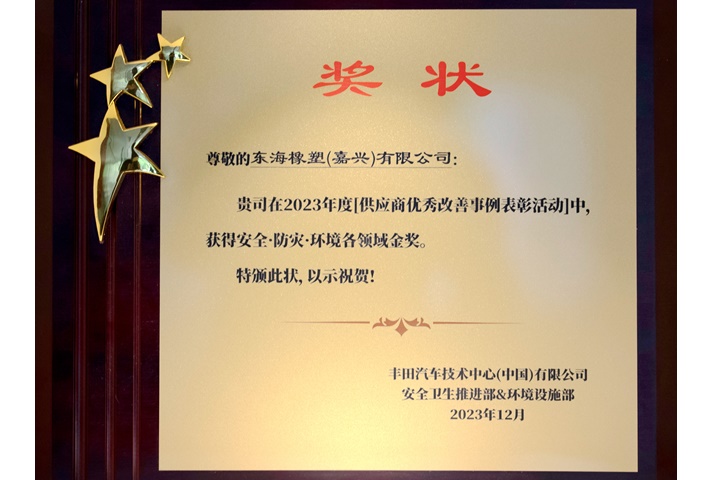 奖 状
尊敬的东海橡塑(嘉兴)有限公司:
贵司在2023年度[供应商优秀改善事例表彰活动]中,
获得安全·防灾·环境各领域金奖。
特颁此状, 以示祝贺!
丰田汽车技术中心(中国)有限公司
安全卫生推进部&环境设施部
2023年12月